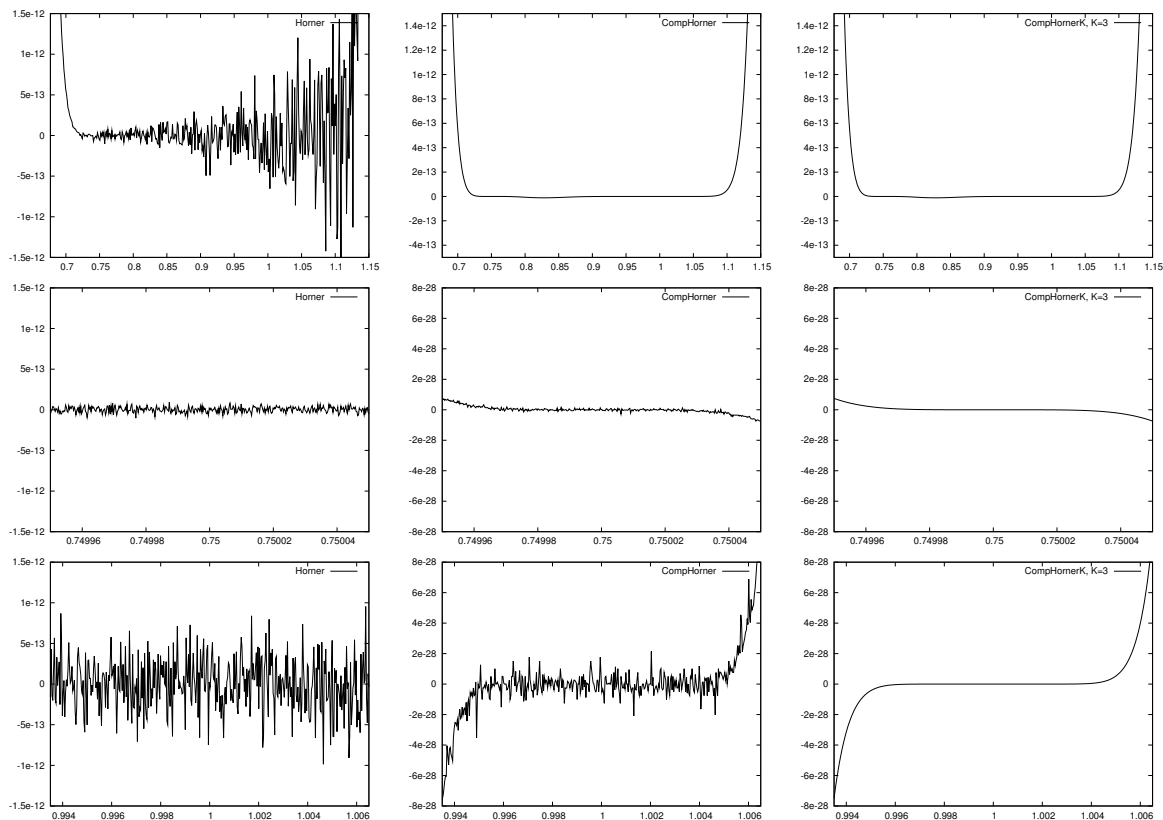 1.5e-12
1e-12
5e-13
0
-5e-13
-1e-12
-1.5e-12
0.7 0.75 0.8 0.85 0.9 0.95 1 1.05 1.1 1.15
Horner
1.4e-12
1.2e-12
1e-12
8e-13
6e-13
4e-13
2e-13
0
-2e-13
-4e-13
0.7 0.75 0.8 0.85 0.9 0.95 1 1.05 1.1 1.15
CompHorner
1.4e-12
1.2e-12
1e-12
8e-13
6e-13
4e-13
2e-13
0
-2e-13
-4e-13
0.7 0.75 0.8 0.85 0.9 0.95 1 1.05 1.1 1.15
CompHornerK, K=3
1.5e-12
1e-12
5e-13
0
-5e-13
-1e-12
-1.5e-12
0.74996 0.74998 0.75 0.75002 0.75004
Horner
8e-28
6e-28
4e-28
2e-28
0
-2e-28
-4e-28
-6e-28
-8e-28
0.74996 0.74998 0.75 0.75002 0.75004
CompHorner
8e-28
6e-28
4e-28
2e-28
0
-2e-28
-4e-28
-6e-28
-8e-28
0.74996 0.74998 0.75 0.75002 0.75004
CompHornerK, K=3
1.5e-12
1e-12
5e-13
0
-5e-13
-1e-12
-1.5e-12
0.994 0.996 0.998 1 1.002 1.004 1.006
Horner
8e-28
6e-28
4e-28
2e-28
0
-2e-28
-4e-28
-6e-28
-8e-28
0.994 0.996 0.998 1 1.002 1.004 1.006
CompHorner
8e-28
6e-28
4e-28
2e-28
0
-2e-28
-4e-28
-6e-28
-8e-28
0.994 0.996 0.998 1 1.002 1.004 1.006
CompHornerK, K=3